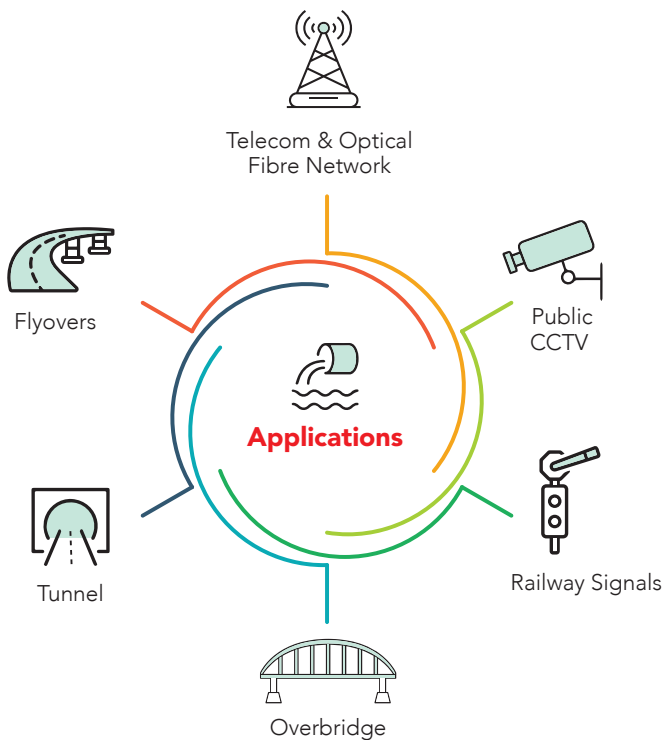 Telecom & Optical
Fibre Network
Flyovers
Public
CCTV
Applications
Tunnel
Railway Signals
Overbridge